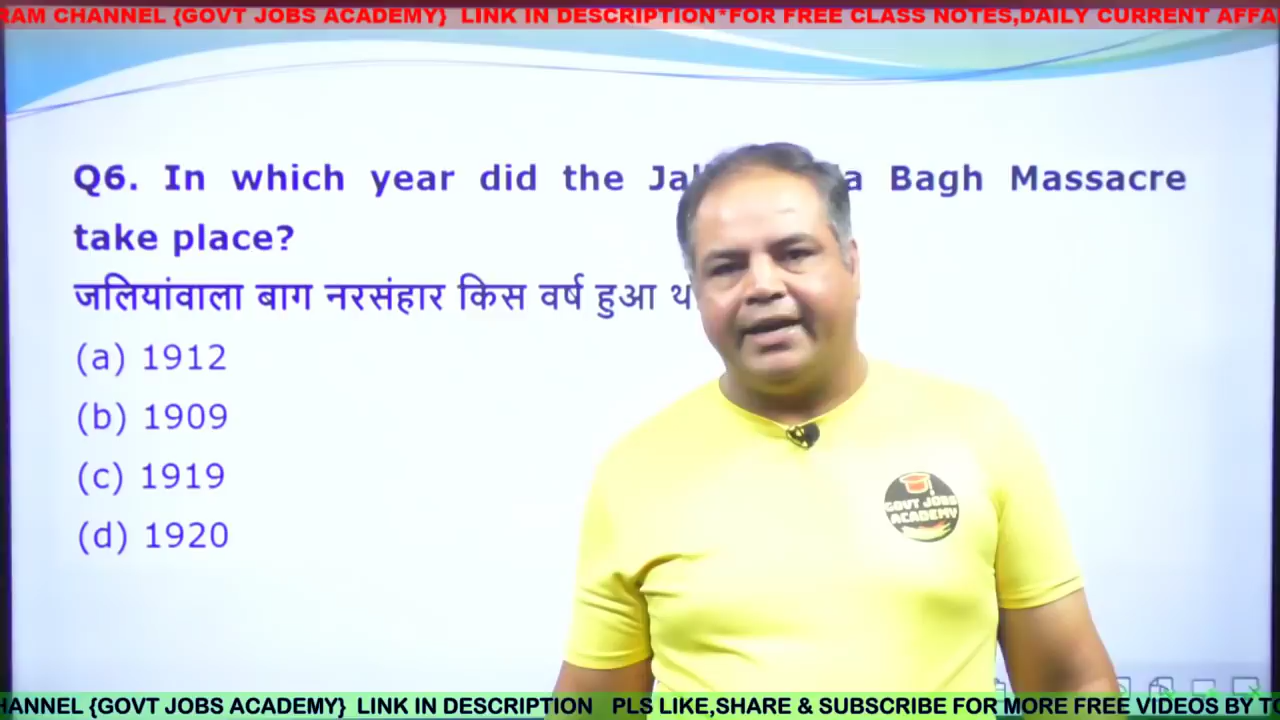 RAM CHANNEL {GOVT JOBS ACADEMY} LINK IN DESCRIPTION*FOR FREE CLASS NOTES,DAILY CURRENT AFFA
Q6. In which year did the Bagh Massacre
take place?
जलियांवाला बाग नरसंहार किस वर्ष हुआ
(a) 1912
(b) 1909
(c) 1919
(d) 1920
GOVT JOBS
ACADEMY
HANNEL {GOVT JOBS ACADEMY} LINK IN DESCRIPTION PLS LIKE,SHARE & SUBSCRIBE FOR MORE FREE VIDEOS BY